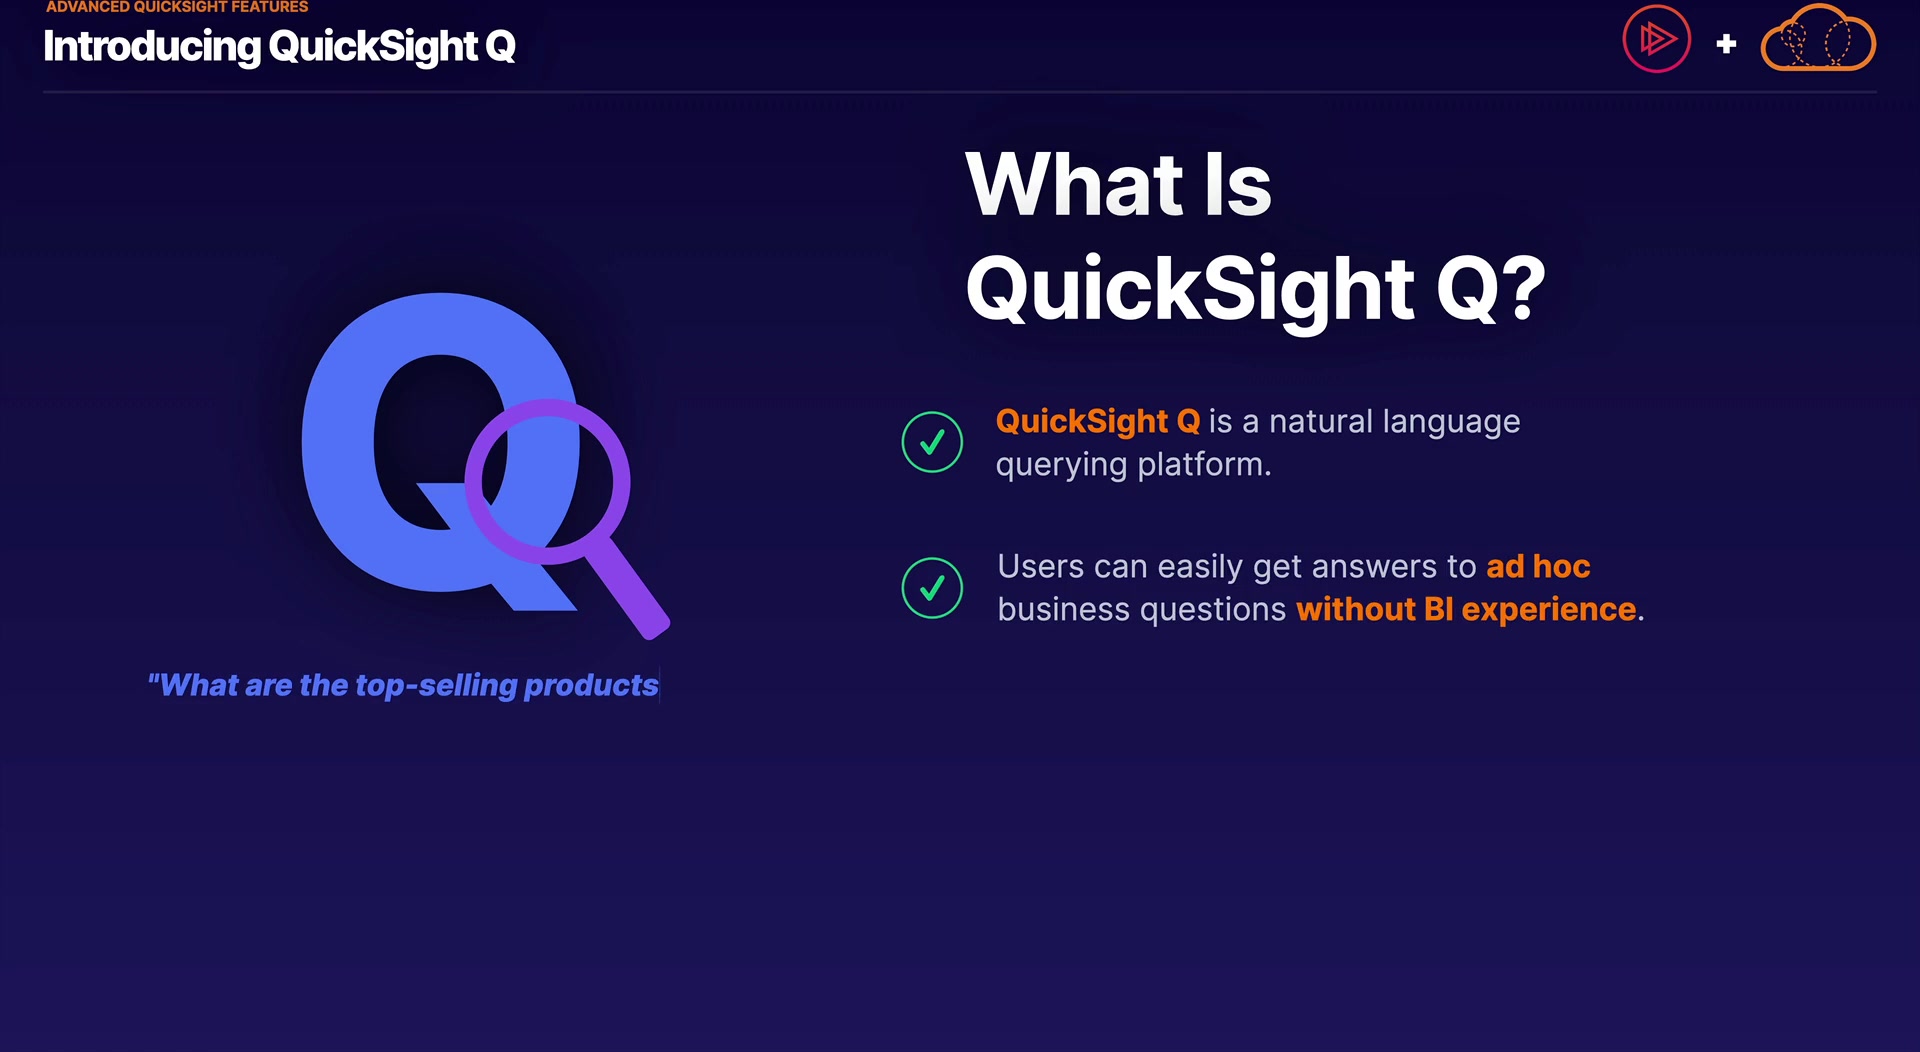 ADVANCED QUICKSIGHT FEATURES
Introducing QuickSight Q
What Is
QuickSight Q?
QuickSight Q is a natural language
querying platform.
Users can easily get answers to ad hoc
business questions without BI experience.
"What are the top-selling products